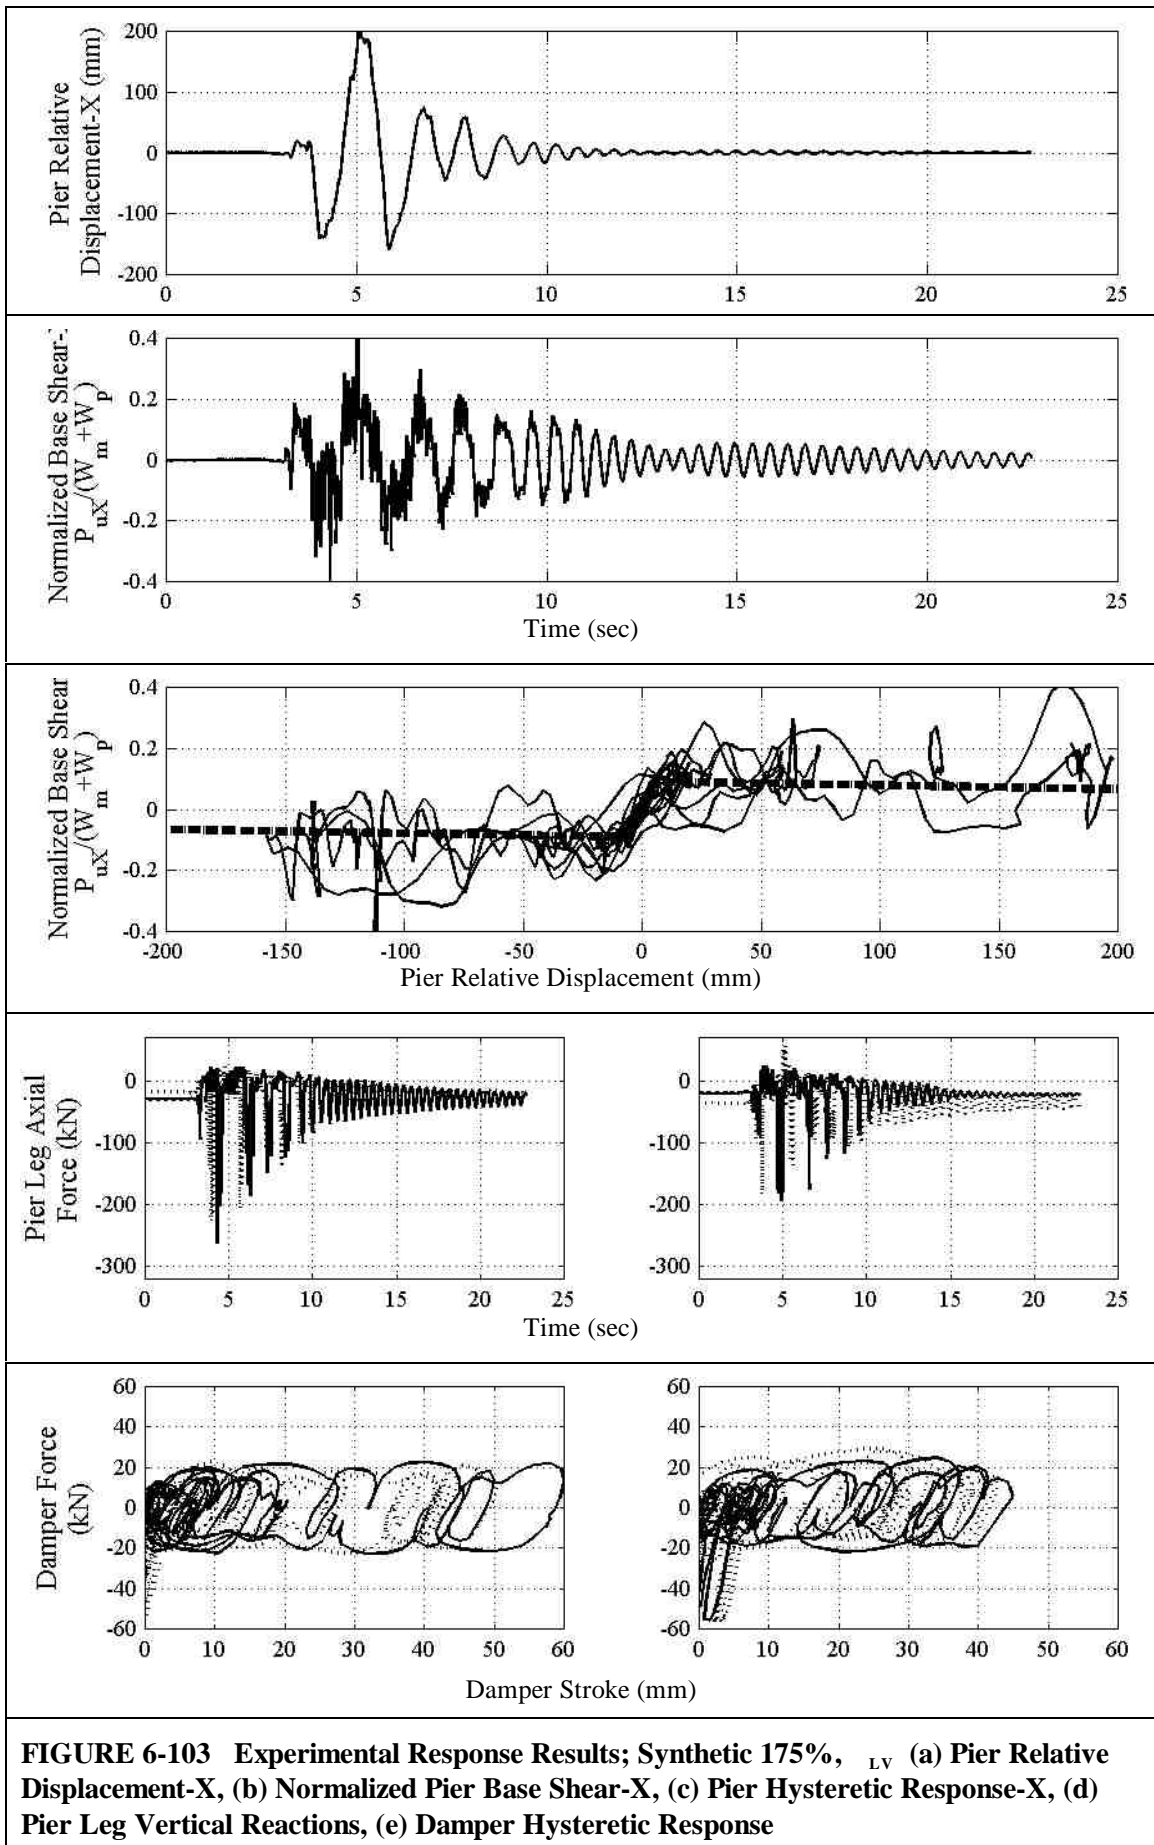 Pier Relative
Displacement-X (mm)
200
100
0
-100
-200
0 5 10 15 20 25
Normalized Base Shear-
P_uX/(W_m+W_p)
0.4
0.2
0
-0.2
-0.4
0 5 10 15 20 25
Time (sec)
Normalized Base Shear
P_uX/(W_m+W_p)
0.4
0.2
0
-0.2
-0.4
-200 -150 -100 -50 0 50 100 150 200
Pier Relative Displacement (mm)
Pier Leg Axial
Force (kN)
0
-100
-200
-300
0 5 10 15 20 25
0
-100
-200
-300
0 5 10 15 20 25
Time (sec)
Damper Force
(kN)
60
40
20
0
-20
-40
-60
0 10 20 30 40 50 60
60
40
20
0
-20
-40
-60
0 10 20 30 40 50 60
Damper Stroke (mm)
FIGURE 6-103 Experimental Response Results; Synthetic 175%, LV (a) Pier Relative
Displacement-X, (b) Normalized Pier Base Shear-X, (c) Pier Hysteretic Response-X, (d)
Pier Leg Vertical Reactions, (e) Damper Hysteretic Response